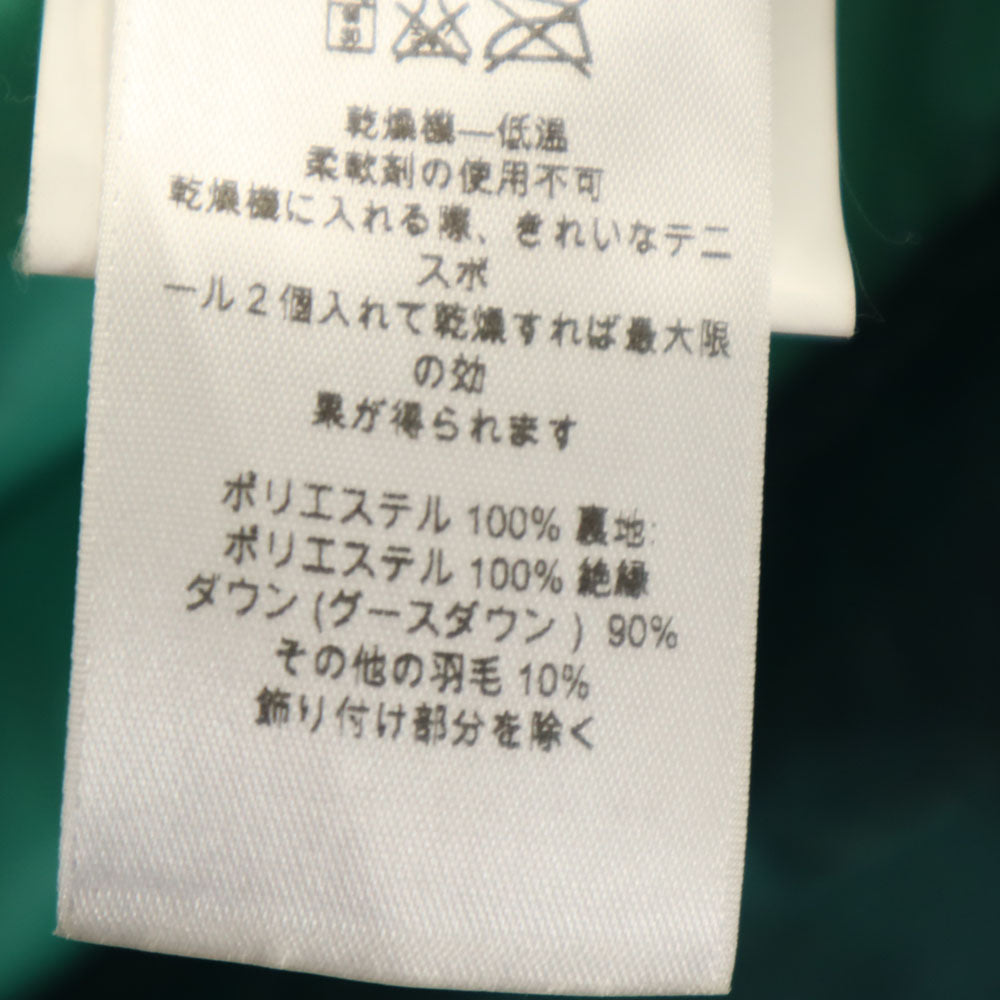 30
乾燥機—低温
柔軟剤の使用不可
乾燥機に入れる際、きれいなテニ
スボ
ール2個入れて乾燥すれば最大限
の効
果が得られます
ポリエステル 100% 裏地:
ポリエステル 100% 絶縁
ダウン (グースダウン ) 90%
その他の羽毛 10%
飾り付け部分を除く